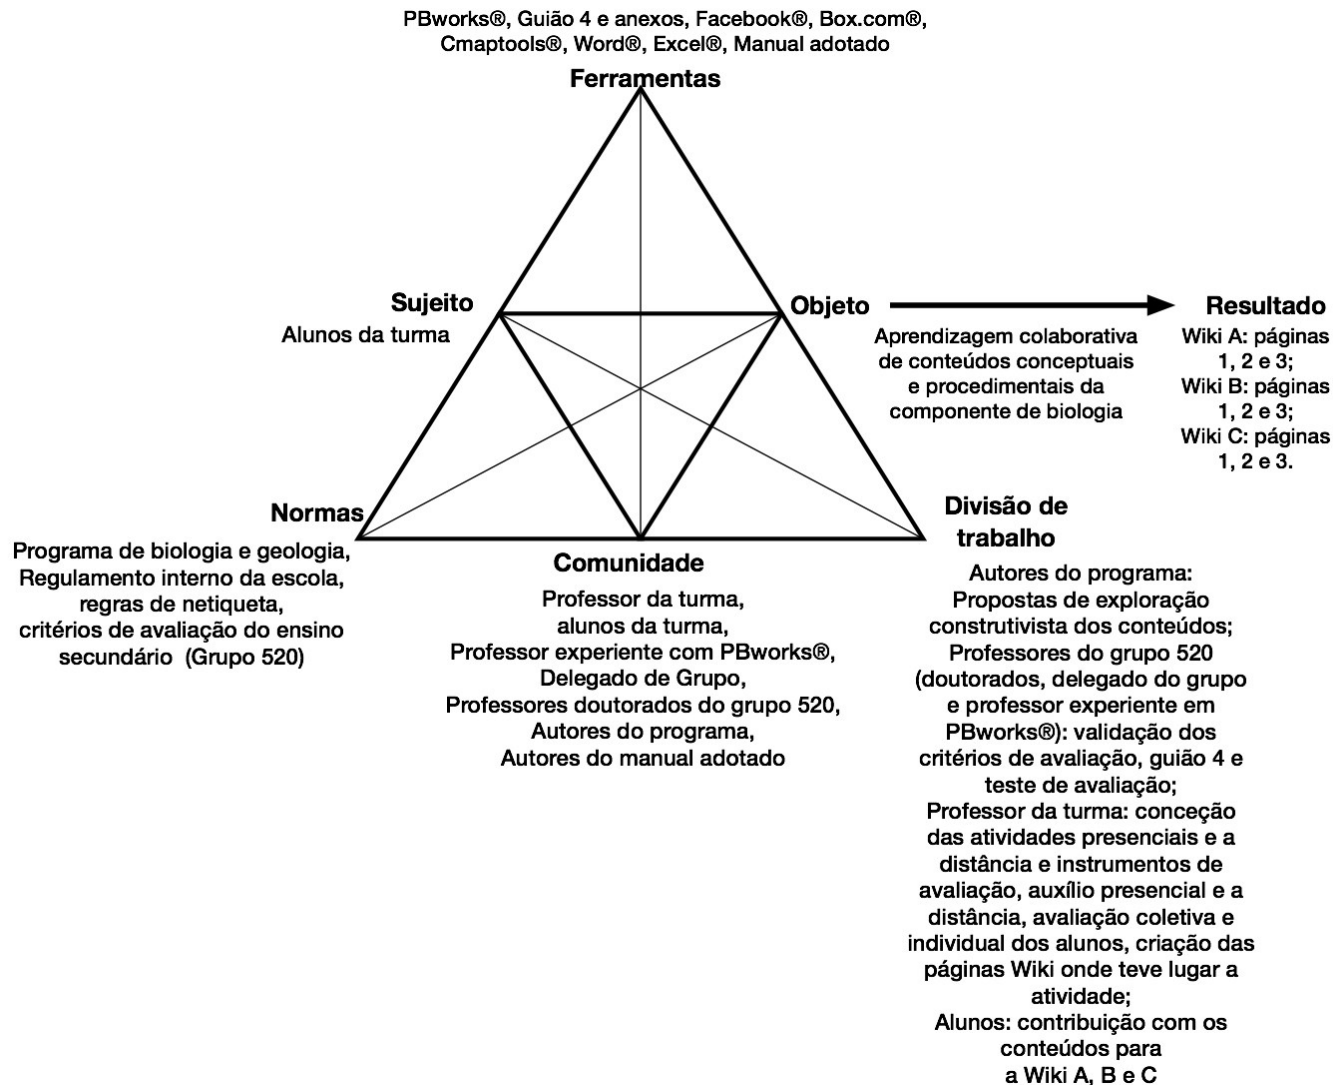 PBworks®, Guião 4 e anexos, Facebook®, Box.com®,
Cmaptools®, Word®, Excel®, Manual adotado
Ferramentas
Sujeito
Alunos da turma
Objeto
Aprendizagem colaborativa
de conteúdos conceptuais
e procedimentais da
componente de biologia
Resultado
Wiki A: páginas
1, 2 e 3;
Wiki B: páginas
1, 2 e 3;
Wiki C: páginas
1, 2 e 3.
Normas
Programa de biologia e geologia,
Regulamento interno da escola,
regras de netiqueta,
critérios de avaliação do ensino
secundário (Grupo 520)
Comunidade
Professor da turma,
alunos da turma,
Professor experiente com PBworks®,
Delegado de Grupo,
Professores doutorados do grupo 520,
Autores do programa,
Autores do manual adotado
Divisão de
trabalho
Autores do programa:
Propostas de exploração
construtivista dos conteúdos;
Professores do grupo 520
(doutorados, delegado do grupo
e professor experiente em
PBworks®): validação dos
critérios de avaliação, guião 4 e
teste de avaliação;
Professor da turma: conceção
das atividades presenciais e a
distância e instrumentos de
avaliação, auxílio presencial e a
distância, avaliação coletiva e
individual dos alunos, criação das
páginas Wiki onde teve lugar a
atividade;
Alunos: contribuição com os
conteúdos para
a Wiki A, B e C